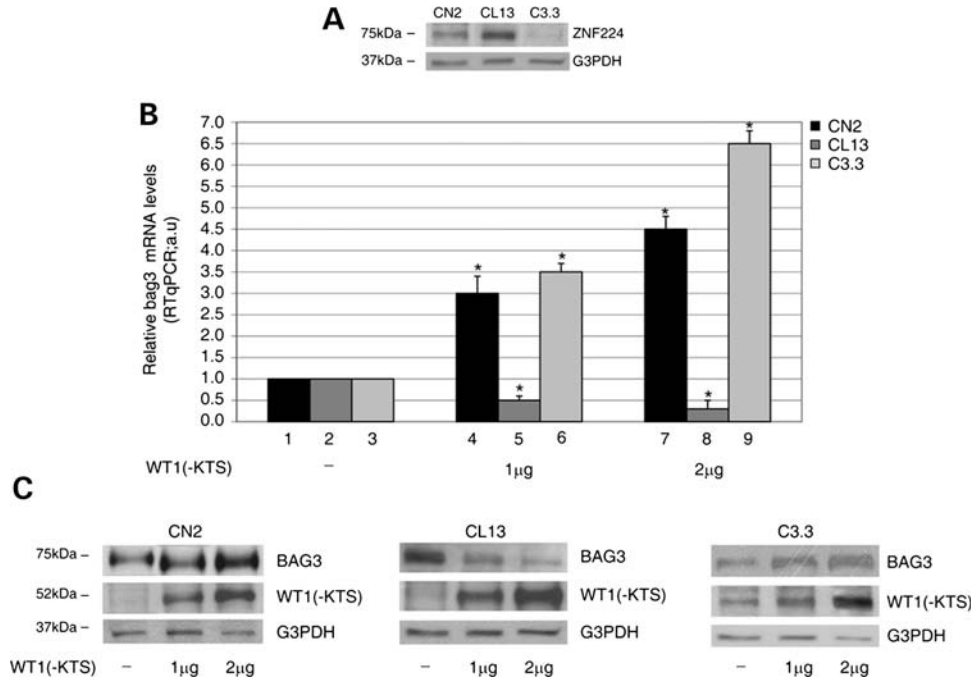 A
CN2 CL13 C3.3
75kDa – ZNF224
37kDa – G3PDH
B
Relative bag3 mRNA levels
(RTqPCR;a.u)
7.0
6.5
6.0
5.5
5.0
4.5
4.0
3.5
3.0
2.5
2.0
1.5
1.0
0.5
0.0
* * * * * *
CN2
CL13
C3.3
1 2 3 4 5 6 7 8 9
WT1(-KTS) – 1μg 2μg
C
CN2
75kDa – BAG3
52kDa – WT1(-KTS)
37kDa – G3PDH
WT1(-KTS) – 1μg 2μg
CL13
BAG3
WT1(-KTS)
G3PDH
– 1μg 2μg
C3.3
BAG3
WT1(-KTS)
G3PDH
– 1μg 2μg